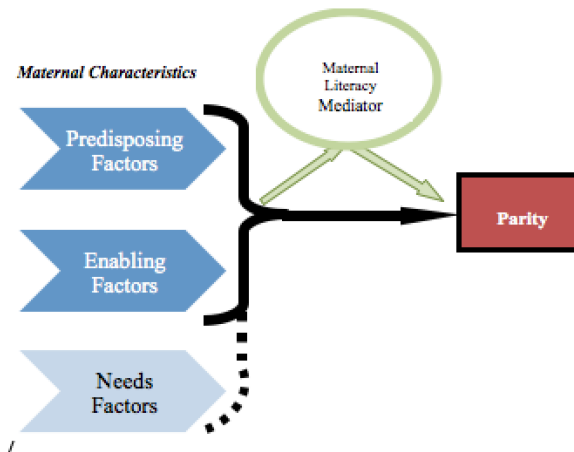 Maternal Characteristics
Predisposing
Factors
Enabling
Factors
Needs
Factors
Maternal
Literacy
Mediator
Parity
/